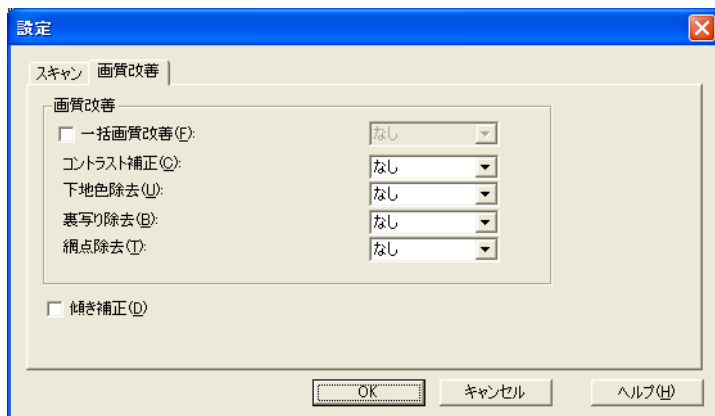 設定
スキャン 画質改善
画質改善
一括画質改善(F): なし
コントラスト補正(C): なし
下地色除去(U): なし
裏写り除去(B): なし
網点除去(T): なし
傾き補正(D)
OK キャンセル ヘルプ(H)